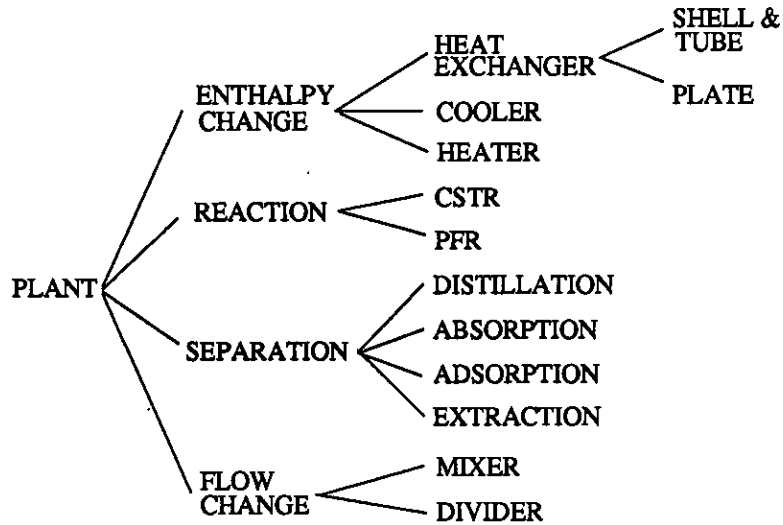 SHELL &
TUBE
HEAT
EXCHANGER
PLATE
ENTHALPY
CHANGE
COOLER
HEATER
REACTION
CSTR
PFR
PLANT
DISTILLATION
ABSORPTION
SEPARATION
ADSORPTION
EXTRACTION
FLOW
CHANGE
MIXER
DIVIDER